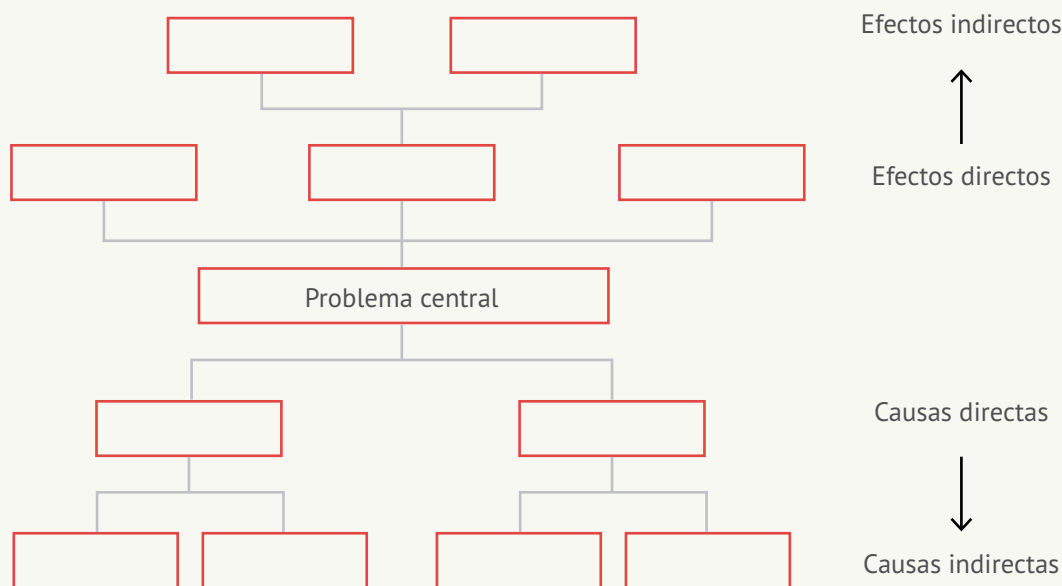 Efectos indirectos
Efectos directos
Problema central
Causas directas
Causas indirectas